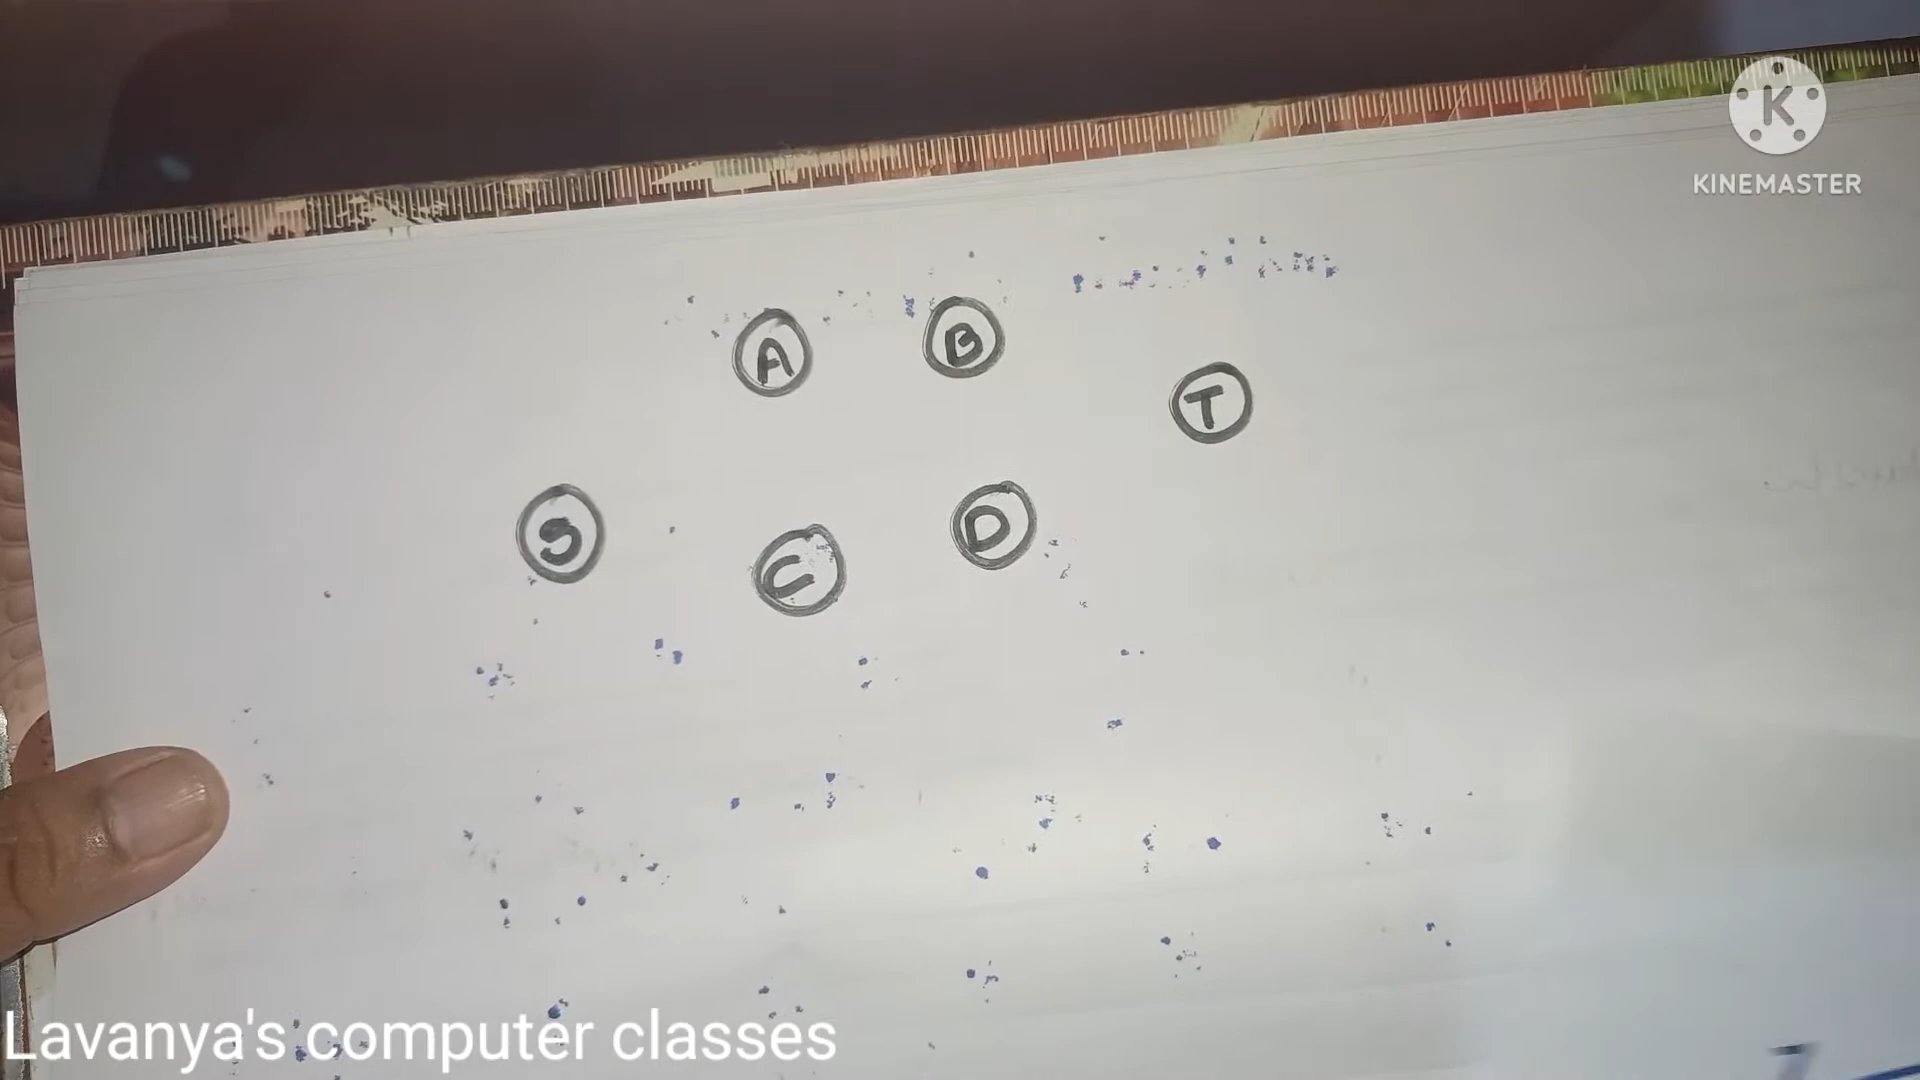 KINEMASTER
A B
T
S
C D
Lavanya's computer classes